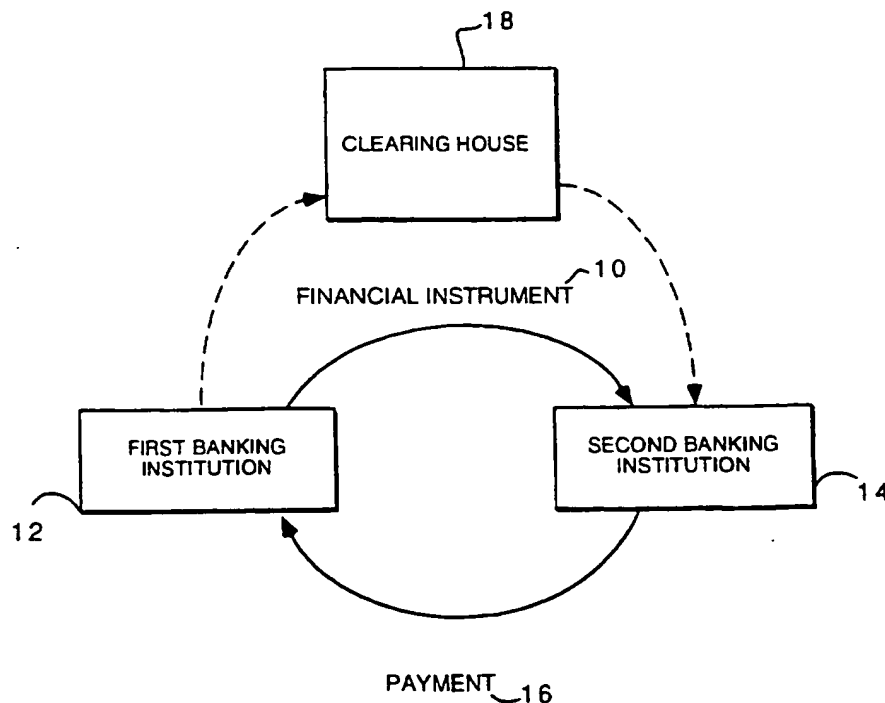 18
CLEARING HOUSE
FINANCIAL INSTRUMENT 10
FIRST BANKING
INSTITUTION
12
SECOND BANKING
INSTITUTION
14
PAYMENT 16